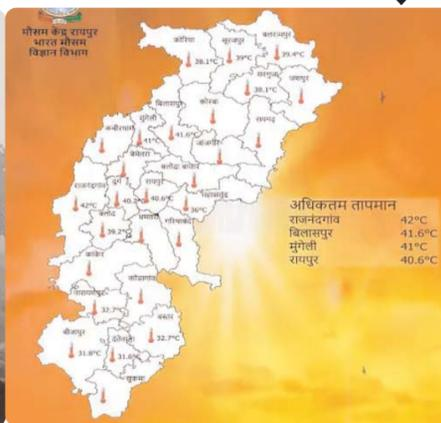 मौसम केंद्र रायपुर
भारत मौसम
विज्ञान विभाग
कोरिया
38.1°C
सूरजपुर
39°C
बलरामपुर
39.4°C
सरगुजा
38.1°C
जशपुर
बिलासपुर
41.6°C
कोरबा
रायगढ़
मुंगेली
41°C
कबीरधाम
जांजगीर
बेमेतरा
बलौदा बाजार
राजनंदगांव
42°C
दुर्ग
40.2°C
रायपुर
40.6°C
महासमुंद
36°C
बालोद
39.2°C
धमतरी
गरियाबंद
कांकेर
कोंडागांव
नारायणपुर
32.7°C
बस्तर
32.7°C
बीजापुर
31.8°C
दंतेवाड़ा
31.6°C
सुकमा
अधिकतम तापमान
राजनंदगांव 42°C
बिलासपुर 41.6°C
मुंगेली 41°C
रायपुर 40.6°C